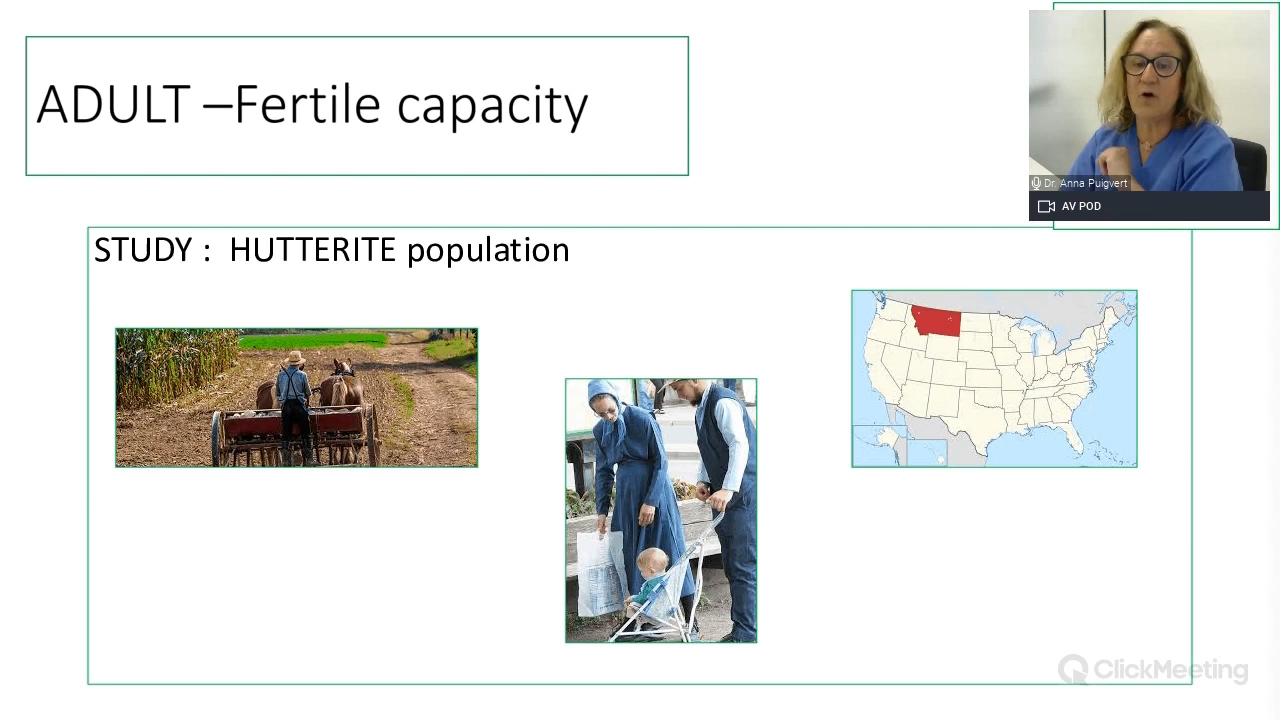 ADULT –Fertile capacity
Dr. Anna Puigvert
AV POD
STUDY : HUTTERITE population
ClickMeeting